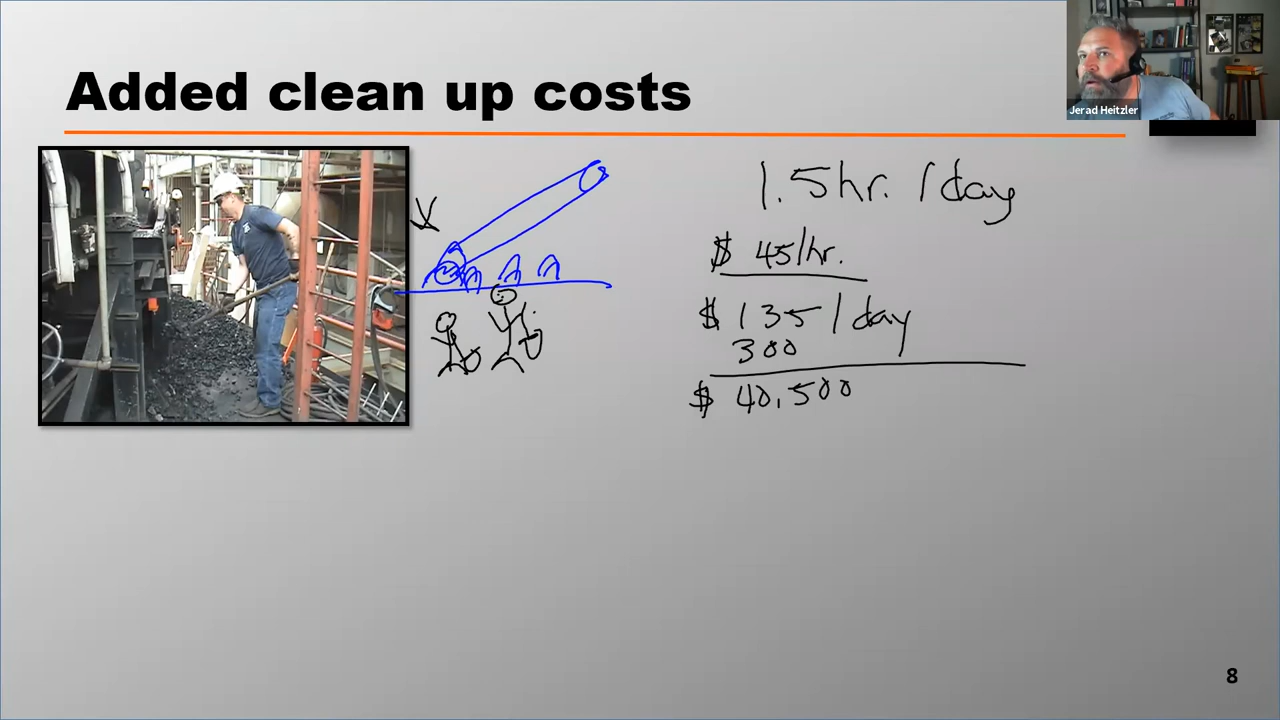 Added clean up costs
Jerad Heitzler
1.5hr. / day
$ 45/hr.
$ 135 / day
300
$ 40,500
8